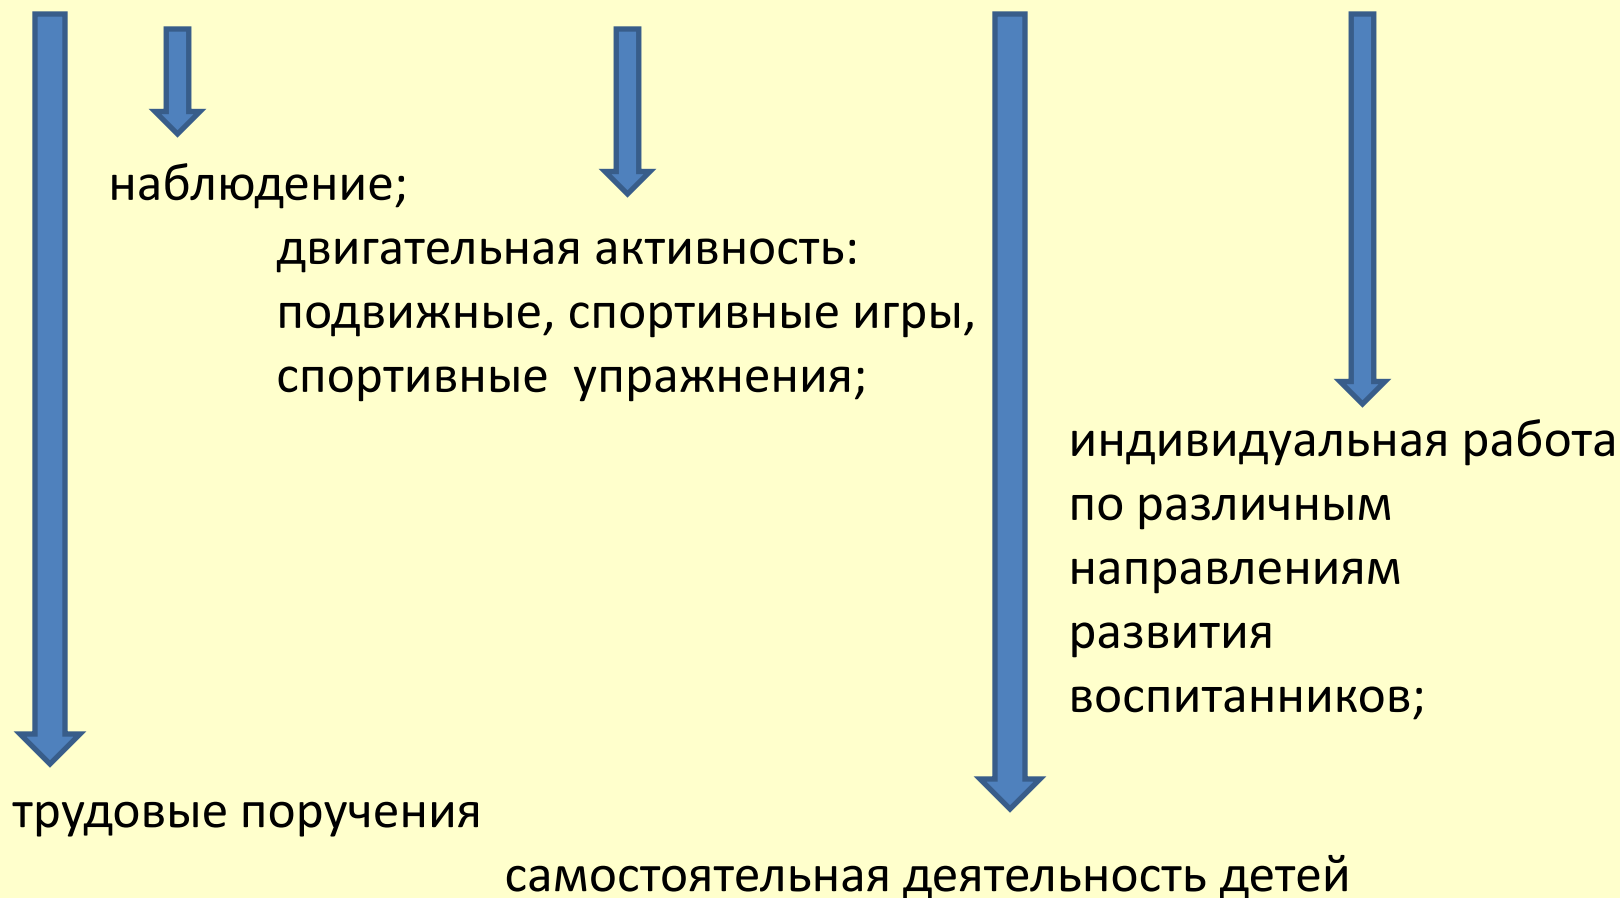 наблюдение;
двигательная активность:
подвижные, спортивные игры,
спортивные  упражнения;
индивидуальная работа
по различным
направлениям
развития
воспитанников;
трудовые поручения
самостоятельная деятельность детей